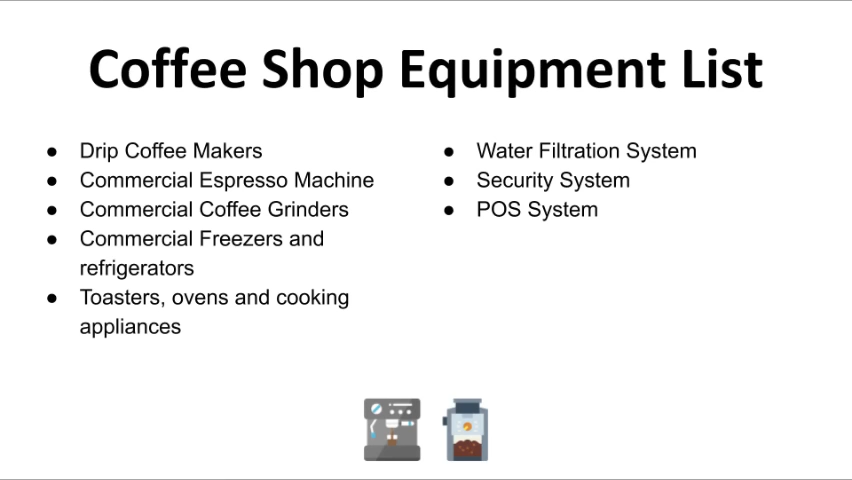 Coffee Shop Equipment List
● Drip Coffee Makers
● Commercial Espresso Machine
● Commercial Coffee Grinders
● Commercial Freezers and
refrigerators
● Toasters, ovens and cooking
appliances
● Water Filtration System
● Security System
● POS System